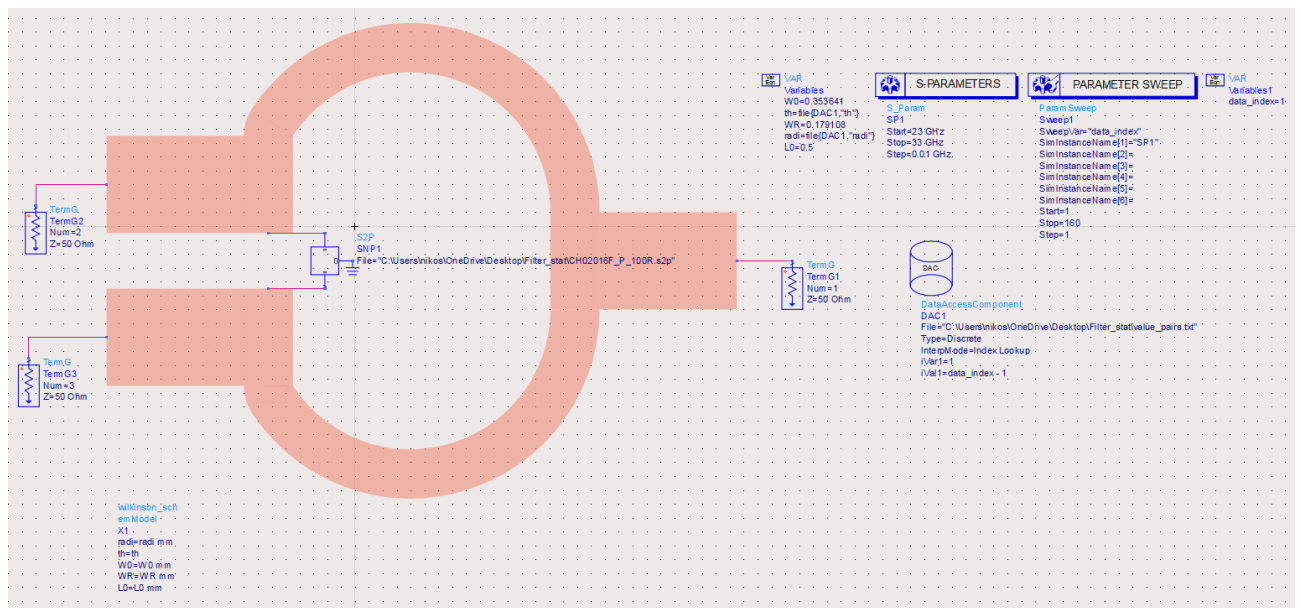 VAR
Variables
W0=0.353641
th=file{DAC1,"th"}
WR=0.179108
radi=file{DAC1,"radi"}
L0=0.5
S-PARAMETERS
S_Param
SP1
Start=23 GHz
Stop=33 GHz
Step=0.01 GHz
PARAMETER SWEEP
ParamSweep
Sweep1
SweepVar="data_index"
SimInstanceName[1]="SP1"
SimInstanceName[2]=
SimInstanceName[3]=
SimInstanceName[4]=
SimInstanceName[5]=
SimInstanceName[6]=
Start=1
Stop=160
Step=1
Var
Eqn
VAR
Variables1
data_index=1
TermG
TermG2
Num=2
Z=50 Ohm
S2P
SNP1
File="C:\Users\nikos\OneDrive\Desktop\Filter_stat\CH02016F_P_100R.s2p"
TermG
TermG1
Num=1
Z=50 Ohm
DAC
DataAccessComponent
DAC1
File="C:\Users\nikos\OneDrive\Desktop\Filter_stat\value_pairs.txt"
Type=Discrete
InterpMode=Index Lookup
iVar1=1
iVal1=data_index - 1
TermG
TermG3
Num=3
Z=50 Ohm
wilkinson_sch
emModel
X1
radi=radi mm
th=th
W0=W0 mm
WR=WR mm
L0=L0 mm